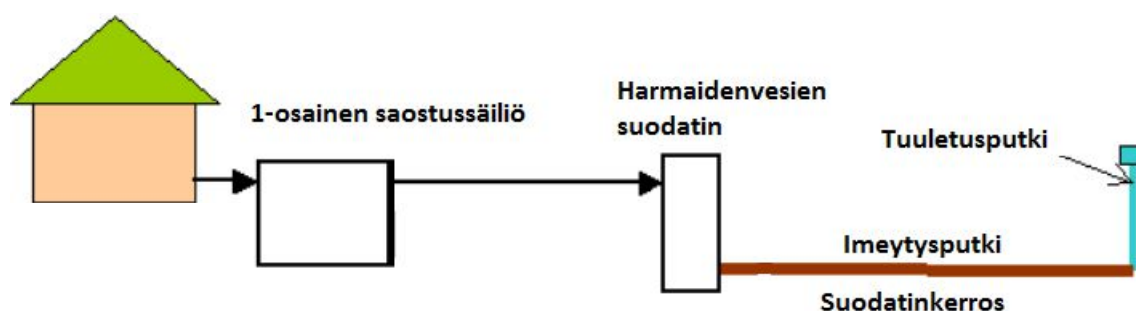 1-osainen saostussäiliö
Harmaidenvesien
suodatin
Tuuletusputki
Imeytysputki
Suodatinkerros